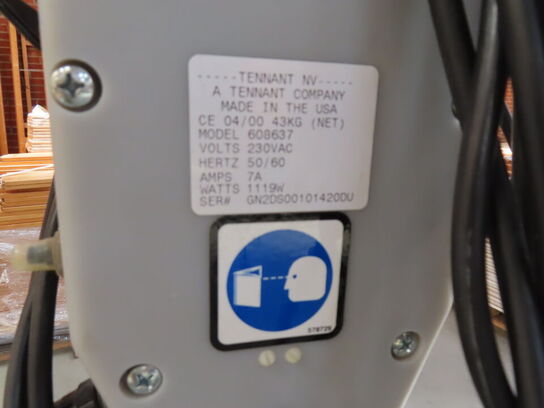 -----TENNANT NV-----
A TENNANT COMPANY
MADE IN THE USA
CE 04/00 43KG (NET)
MODEL 608637
VOLTS 230VAC
HERTZ 50/60
AMPS 7A
WATTS 1119W
SER# GN2DS00101420DU
578729